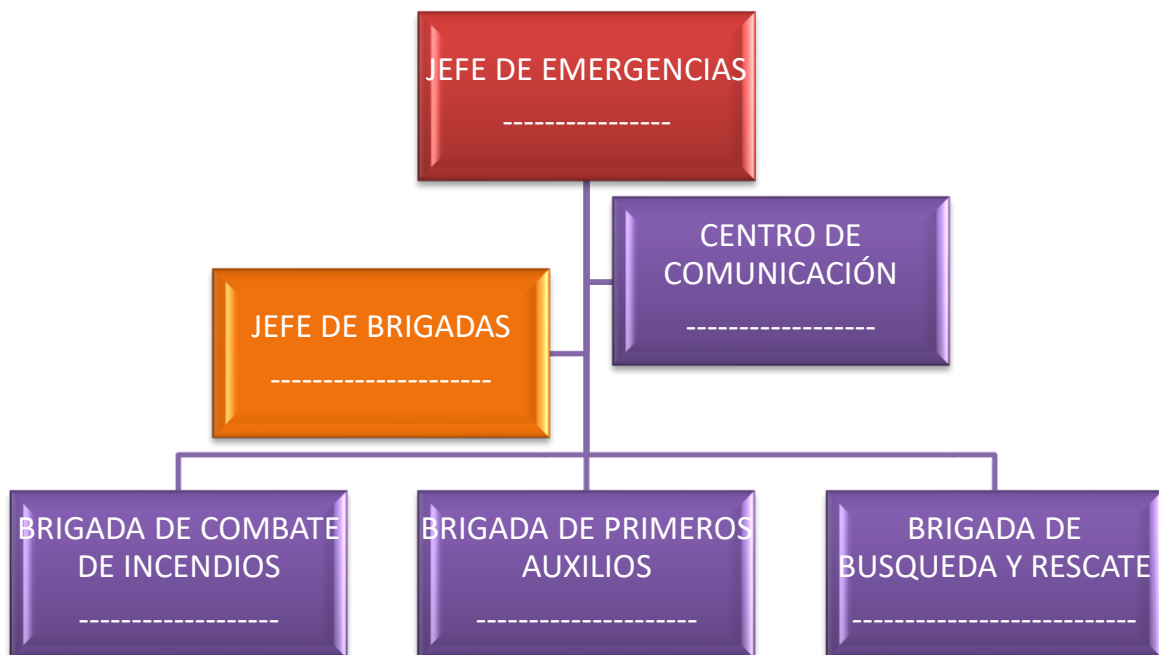 JEFE DE EMERGENCIAS
----------------
CENTRO DE
COMUNICACIÓN
------------------
JEFE DE BRIGADAS
---------------------
BRIGADA DE COMBATE
DE INCENDIOS
-------------------
BRIGADA DE PRIMEROS
AUXILIOS
---------------------
BRIGADA DE
BUSQUEDA Y RESCATE
---------------------------